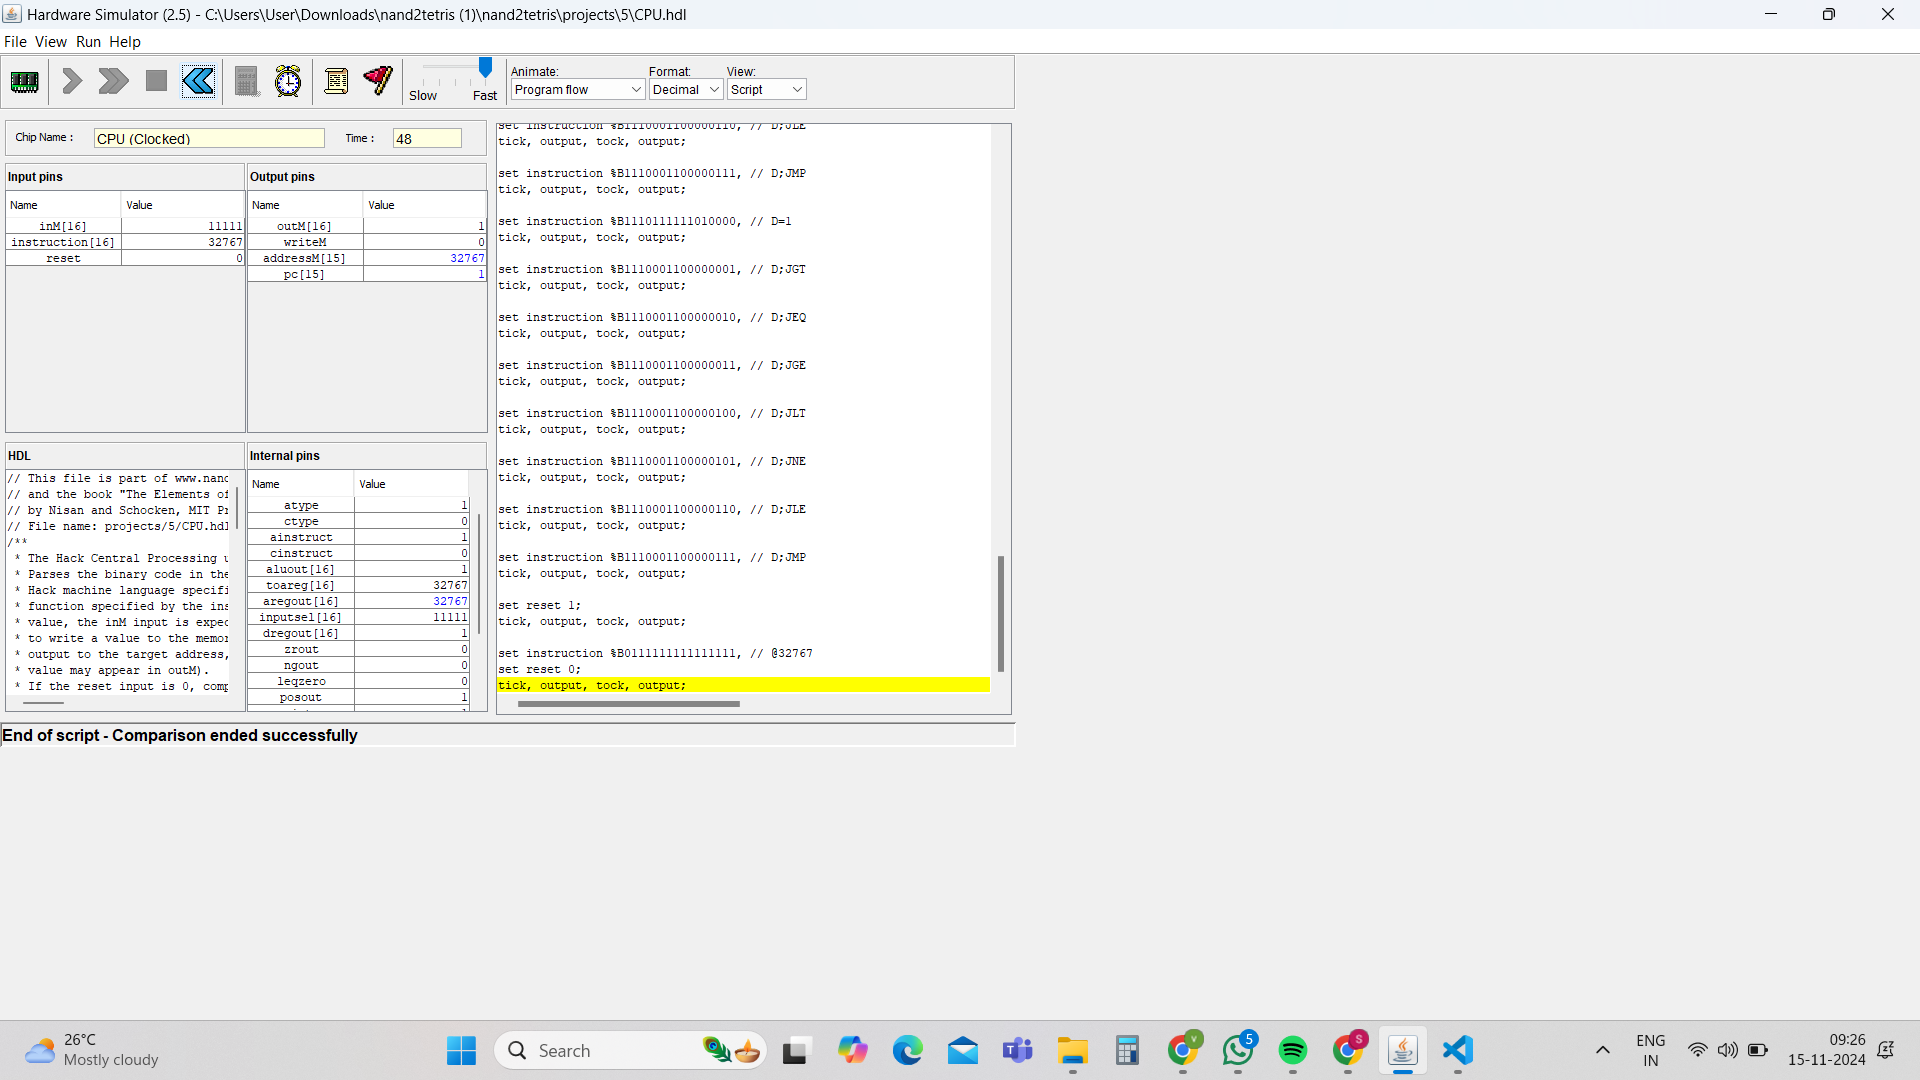 Hardware Simulator (2.5) - C:\Users\User\Downloads\nand2tetris (1)\nand2tetris\projects\5\CPU.hdl
File View Run Help
Slow Fast
Animate: Format: View:
Program flow Decimal Script
Chip Name : CPU (Clocked) Time : 48
Input pins
Name Value
inM[16] 11111
instruction[16] 32767
reset 0
Output pins
Name Value
outM[16] 1
writeM 0
addressM[15] 32767
pc[15] 1
HDL
// This file is part of www.nand
// and the book "The Elements of
// by Nisan and Schocken, MIT Pr
// File name: projects/5/CPU.hdl
/**
* The Hack Central Processing u
* Parses the binary code in the
* Hack machine language specifi
* function specified by the ins
* value, the inM input is expec
* to write a value to the memor
* output to the target address,
* value may appear in outM).
* If the reset input is 0, comp
Internal pins
Name Value
atype 1
ctype 0
ainstruct 1
cinstruct 0
aluout[16] 1
toareg[16] 32767
aregout[16] 32767
inputsel[16] 11111
dregout[16] 1
zrout 0
ngout 0
leqzero 0
posout 1
set instruction %B1110001100000110, // D;JLE
tick, output, tock, output;
set instruction %B1110001100000111, // D;JMP
tick, output, tock, output;
set instruction %B1110111111010000, // D=1
tick, output, tock, output;
set instruction %B1110001100000001, // D;JGT
tick, output, tock, output;
set instruction %B1110001100000010, // D;JEQ
tick, output, tock, output;
set instruction %B1110001100000011, // D;JGE
tick, output, tock, output;
set instruction %B1110001100000100, // D;JLT
tick, output, tock, output;
set instruction %B1110001100000101, // D;JNE
tick, output, tock, output;
set instruction %B1110001100000110, // D;JLE
tick, output, tock, output;
set instruction %B1110001100000111, // D;JMP
tick, output, tock, output;
set reset 1;
tick, output, tock, output;
set instruction %B0111111111111111, // @32767
set reset 0;
tick, output, tock, output;
End of script - Comparison ended successfully
26°C
Mostly cloudy
Search
V
5
S
ENG
IN
09:26
15-11-2024